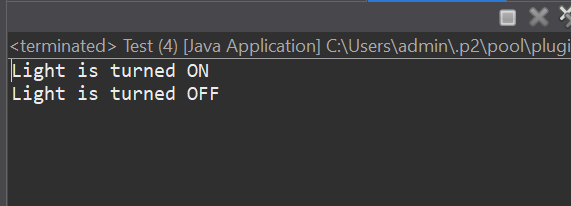 <terminated> Test (4) [Java Application] C:\Users\admin\.p2\pool\plugi
Light is turned ON
Light is turned OFF